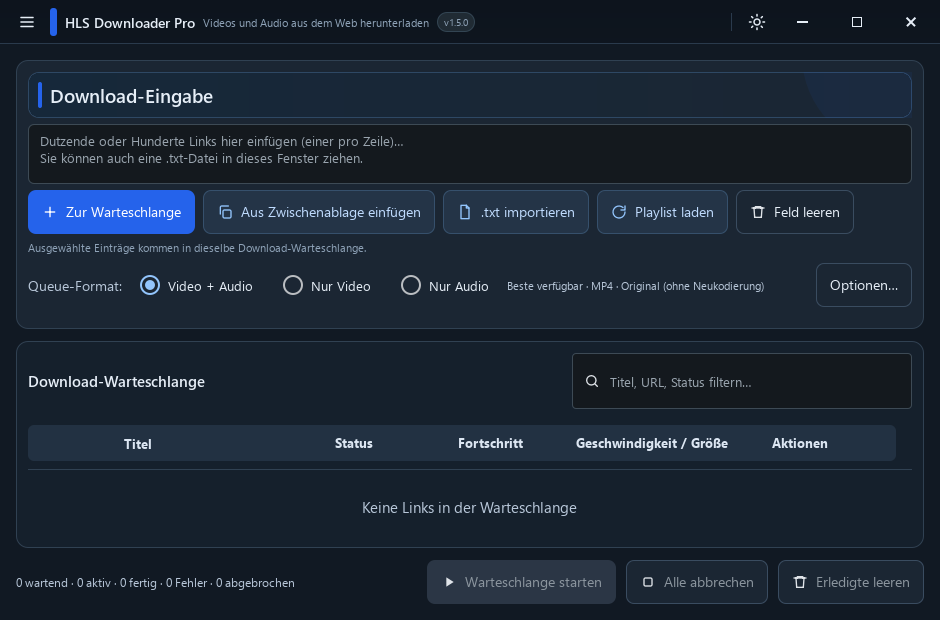 HLS Downloader Pro Videos und Audio aus dem Web herunterladen v1.5.0
Download-Eingabe
Dutzende oder Hunderte Links hier einfügen (einer pro Zeile)...
Sie können auch eine .txt-Datei in dieses Fenster ziehen.
Zur Warteschlange Aus Zwischenablage einfügen .txt importieren Playlist laden Feld leeren
Ausgewählte Einträge kommen in dieselbe Download-Warteschlange.
Queue-Format: Video + Audio Nur Video Nur Audio Beste verfügbar · MP4 · Original (ohne Neukodierung) Optionen...
Download-Warteschlange Titel, URL, Status filtern...
Titel Status Fortschritt Geschwindigkeit / Größe Aktionen
Keine Links in der Warteschlange
0 wartend · 0 aktiv · 0 fertig · 0 Fehler · 0 abgebrochen Warteschlange starten Alle abbrechen Erledigte leeren